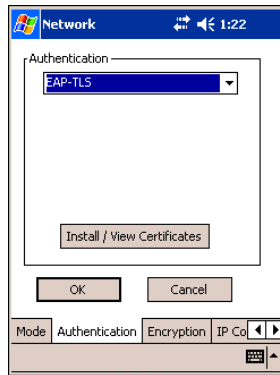 Network 1:22
Authentication
EAP-TLS
Install / View Certificates
OK Cancel
Mode Authentication Encryption IP Co